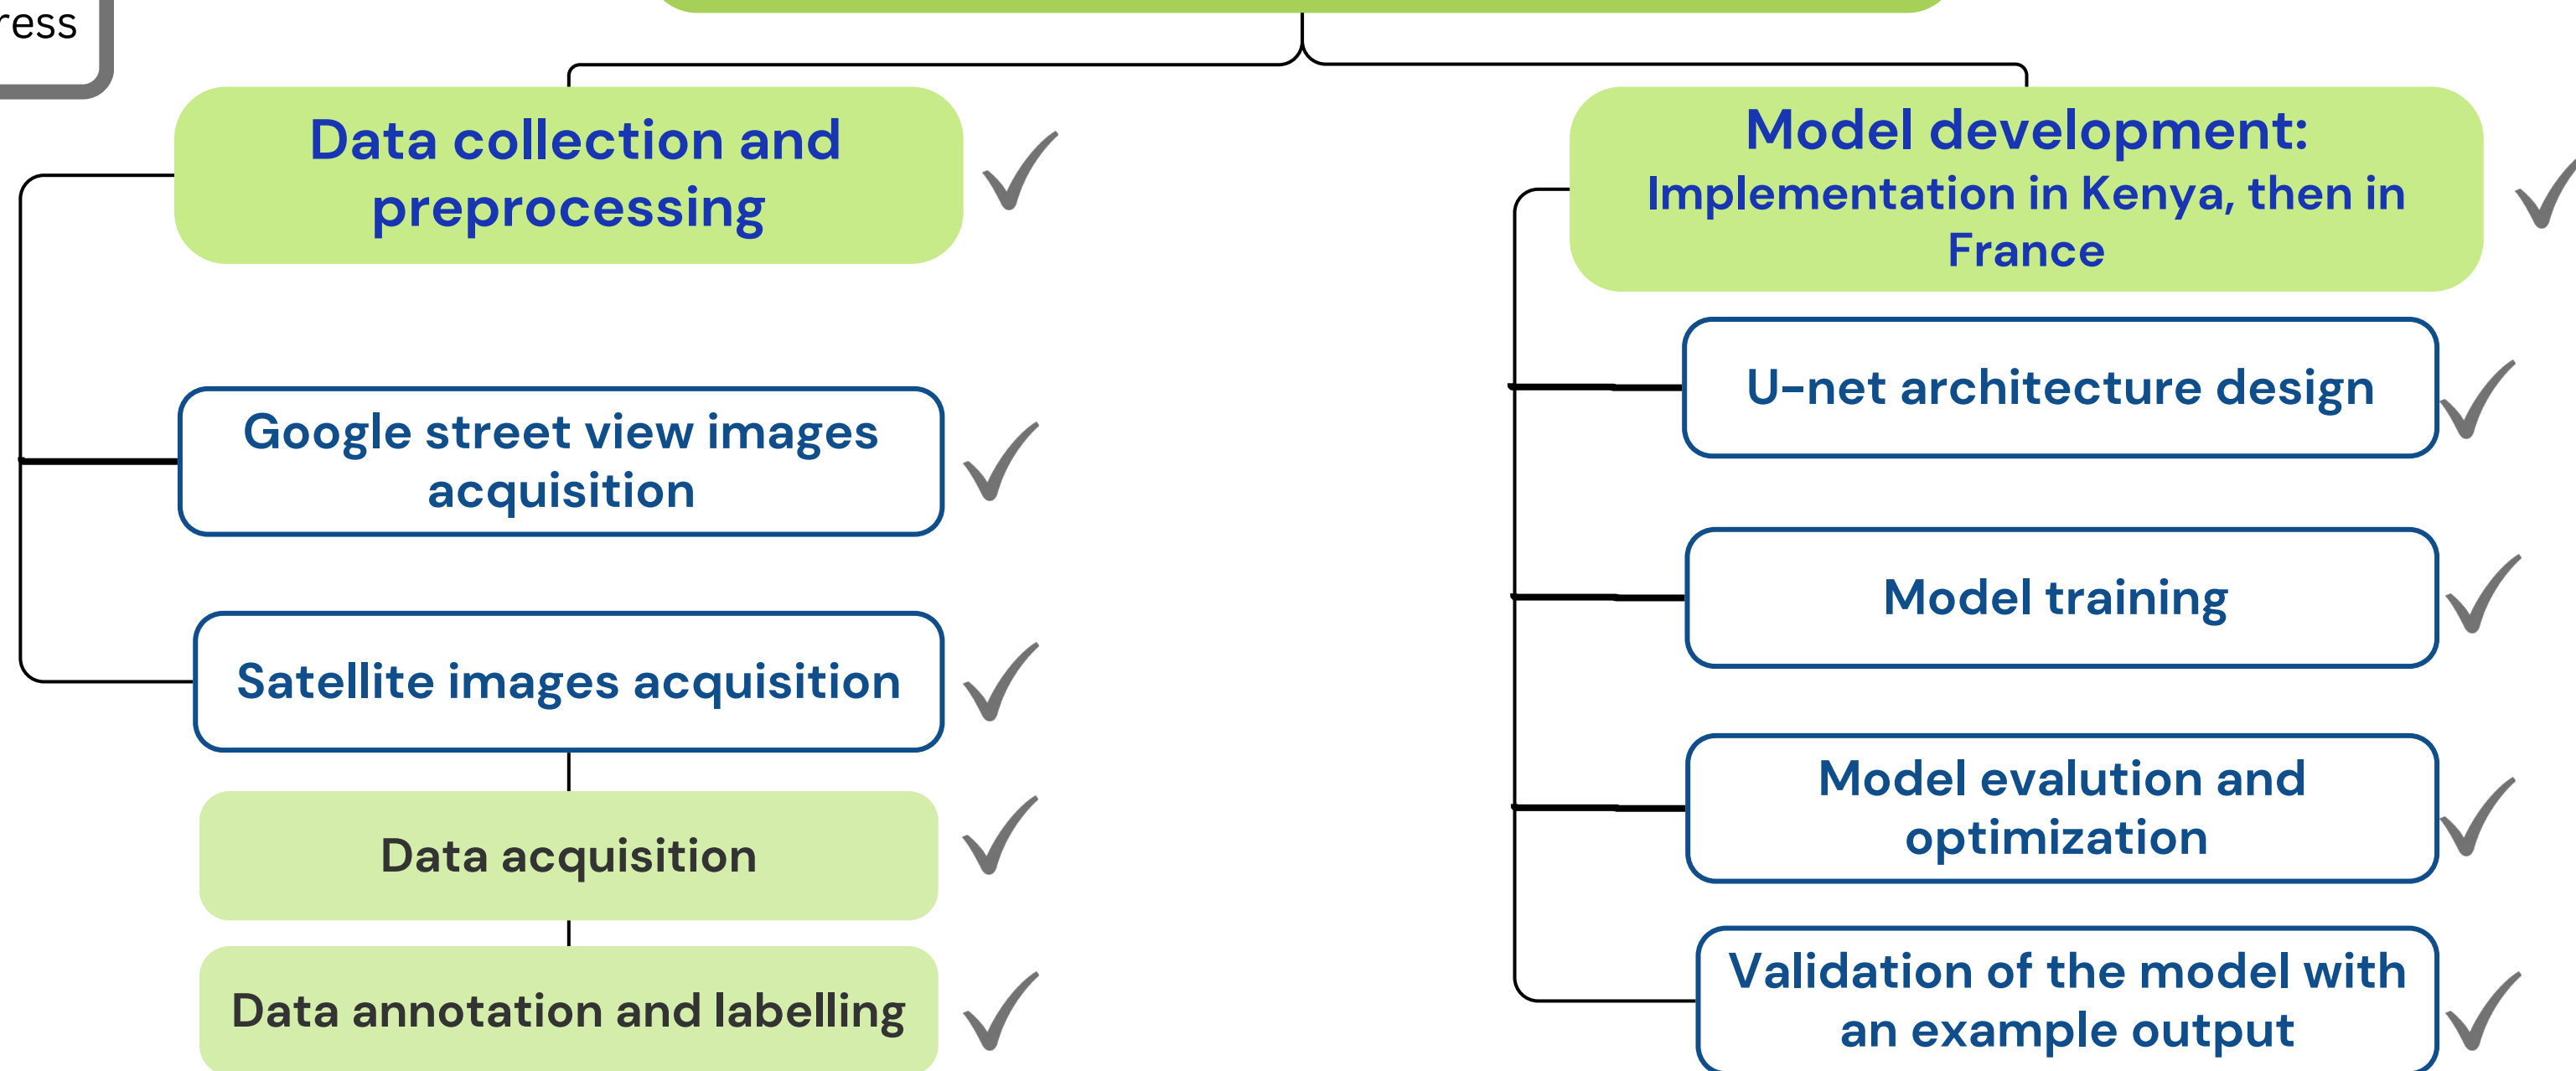 ress
Data collection and
preprocessing
Google street view images
acquisition
Satellite images acquisition
Data acquisition
Data annotation and labelling
Model development:
Implementation in Kenya, then in
France
U-net architecture design
Model training
Model evalution and
optimization
Validation of the model with
an example output